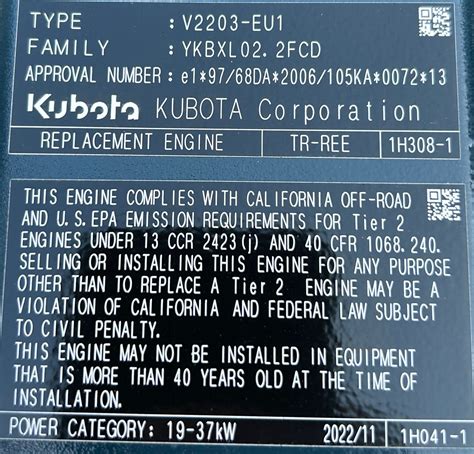 TYPE : V2203-EU1
FAMILY : YKBXL02. 2FCD
APPROVAL NUMBER : e1*97/68DA*2006/105KA*0072*13
Kubota KUBOTA Corporation
REPLACEMENT ENGINE TR-REE 1H308-1
THIS ENGINE COMPLIES WITH CALIFORNIA OFF-ROAD
AND U.S. EPA EMISSION REQUIREMENTS FOR Tier 2
ENGINES UNDER 13 CCR 2423(j) AND 40 CFR 1068.240.
SELLING OR INSTALLING THIS ENGINE FOR ANY PURPOSE
OTHER THAN TO REPLACE A Tier 2 ENGINE MAY BE A
VIOLATION OF CALIFORNIA AND FEDERAL LAW SUBJECT
TO CIVIL PENALTY.
THIS ENGINE MAY NOT BE INSTALLED IN EQUIPMENT
THAT IS MORE THAN 40 YEARS OLD AT THE TIME OF
INSTALLATION.
POWER CATEGORY: 19-37kW 2022/11 1H041-1